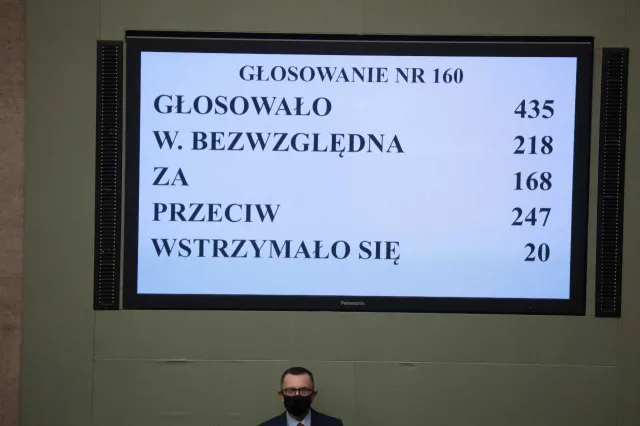 GŁOSOWANIE NR 160
GŁOSOWAŁO 435
W. BEZWZGLĘDNA 218
ZA 168
PRZECIW 247
WSTRZYMAŁO SIĘ 20
Panasonic